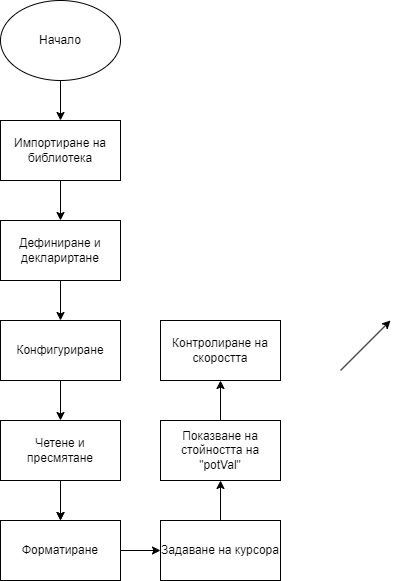 Начало
Импортиране на
библиотека
Дефиниране и
деклариртане
Конфигуриране
Четене и
пресмятане
Форматиране
Задаване на курсора
Показване на
стойността на
"potVal"
Контролиране на
скоростта